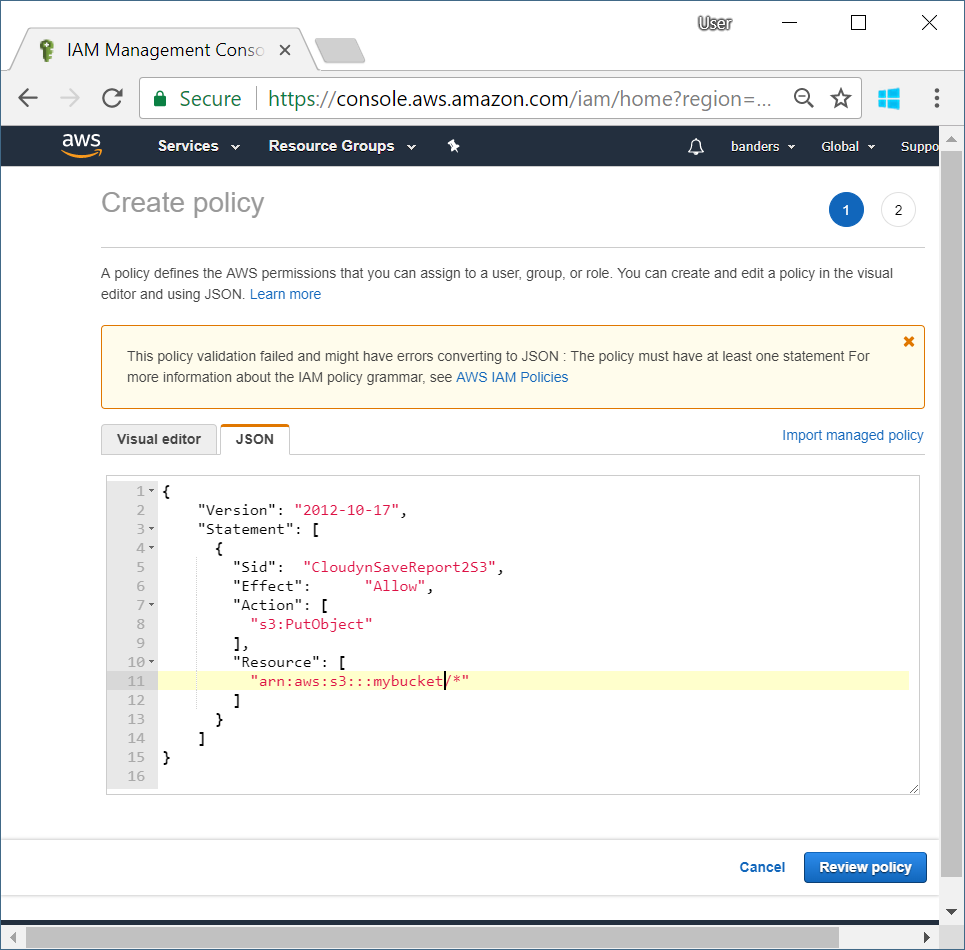 User
IAM Management Conso
Secure https://console.aws.amazon.com/iam/home?region=...
aws Services Resource Groups banders Global Suppo
Create policy
1 2
A policy defines the AWS permissions that you can assign to a user, group, or role. You can create and edit a policy in the visual
editor and using JSON. Learn more
This policy validation failed and might have errors converting to JSON : The policy must have at least one statement For
more information about the IAM policy grammar, see AWS IAM Policies
Visual editor JSON Import managed policy
1 {
2 "Version": "2012-10-17",
3 "Statement": [
4 {
5 "Sid": "CloudynSaveReport2S3",
6 "Effect": "Allow",
7 "Action": [
8 "s3:PutObject"
9 ],
10 "Resource": [
11 "arn:aws:s3:::mybucket/*"
12 ]
13 }
14 ]
15 }
16
Cancel Review policy